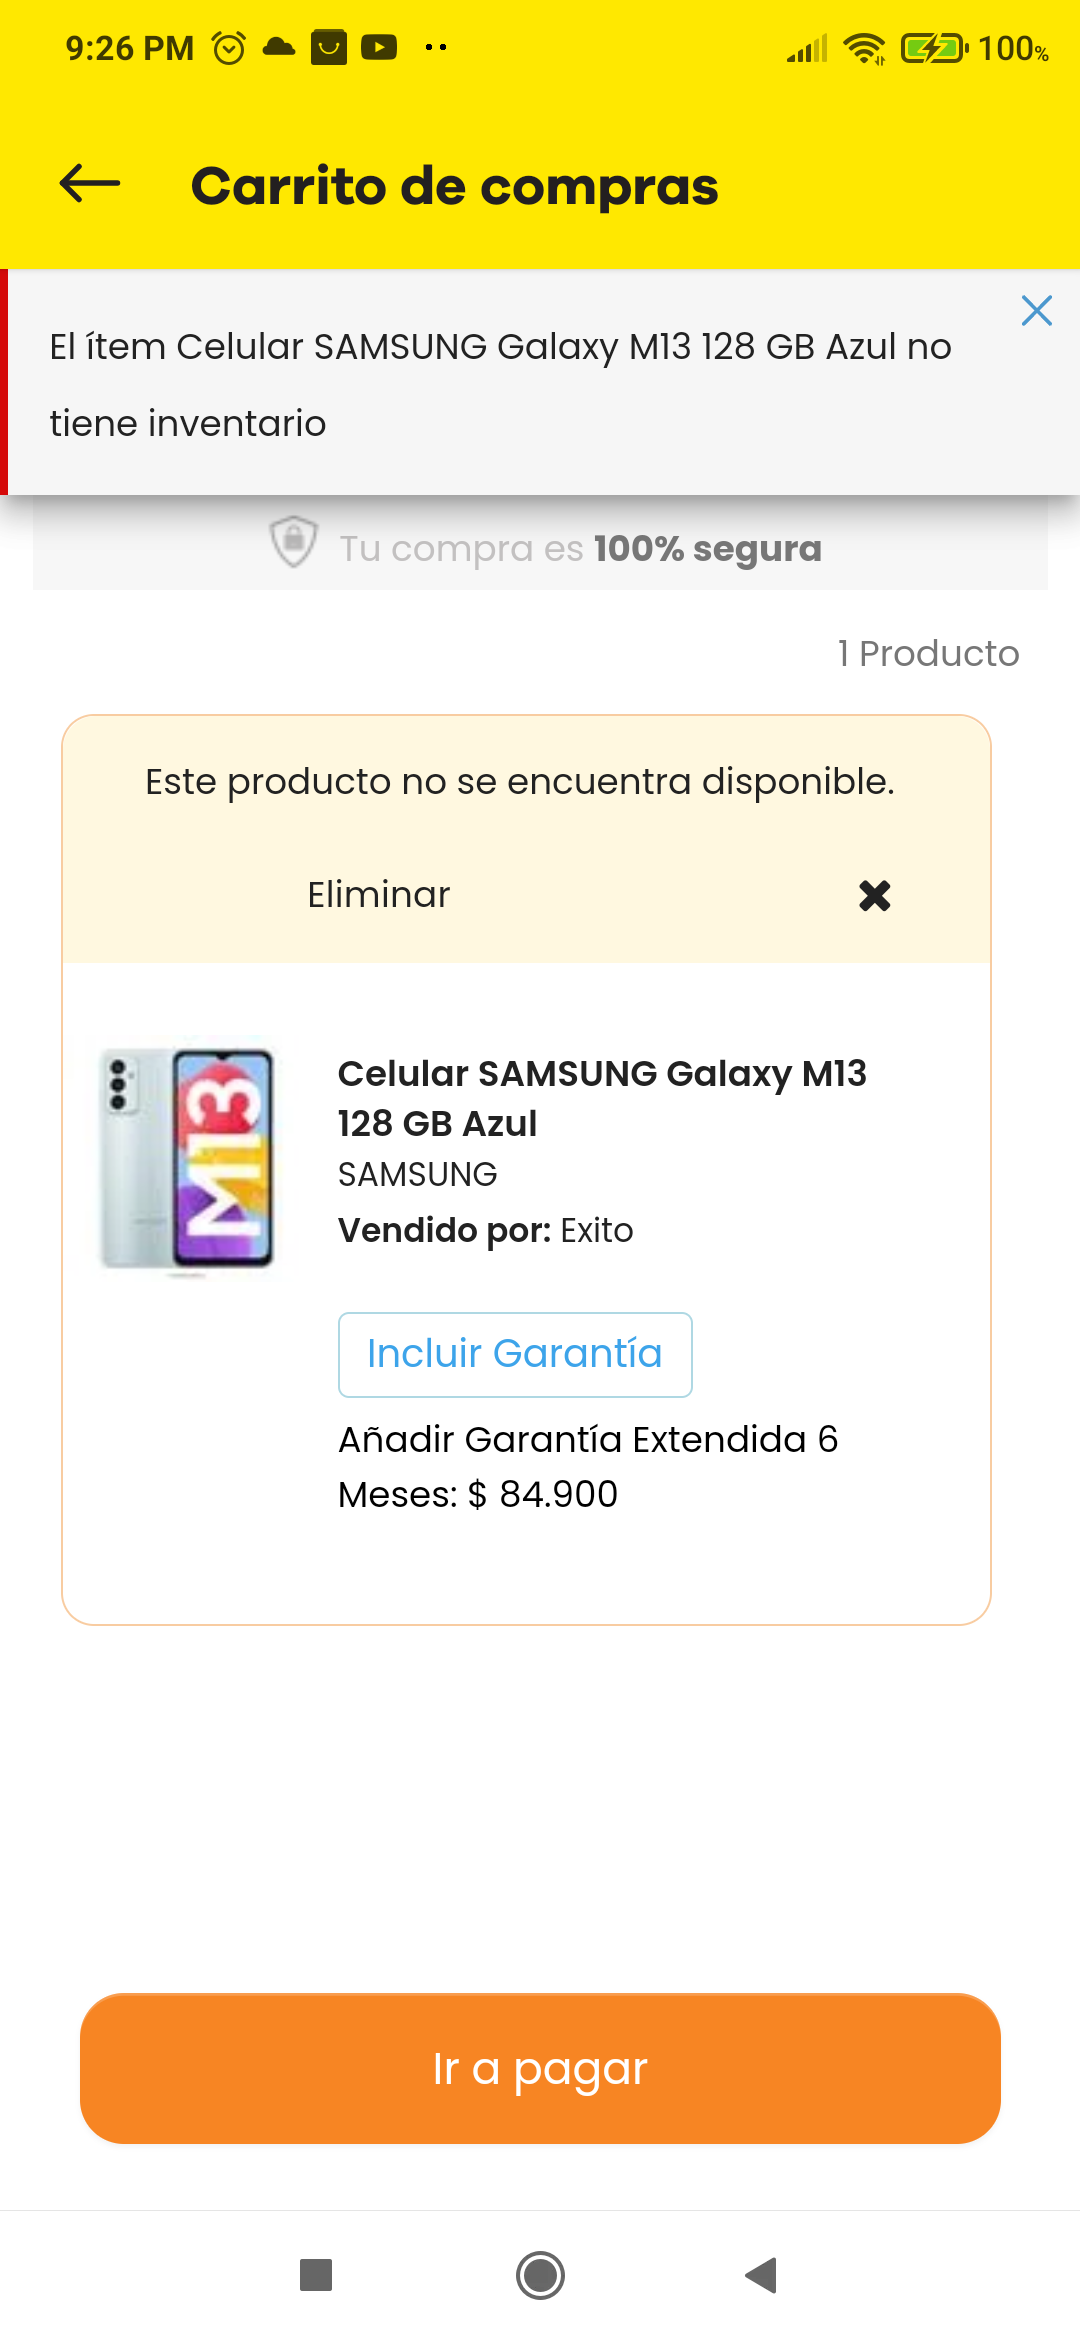 9:26 PM
100%
Carrito de compras
El ítem Celular SAMSUNG Galaxy M13 128 GB Azul no
tiene inventario
Tu compra es 100% segura
1 Producto
Este producto no se encuentra disponible.
Eliminar
M13
Celular SAMSUNG Galaxy M13
128 GB Azul
SAMSUNG
Vendido por: Exito
Incluir Garantía
Añadir Garantía Extendida 6
Meses: $ 84.900
Ir a pagar